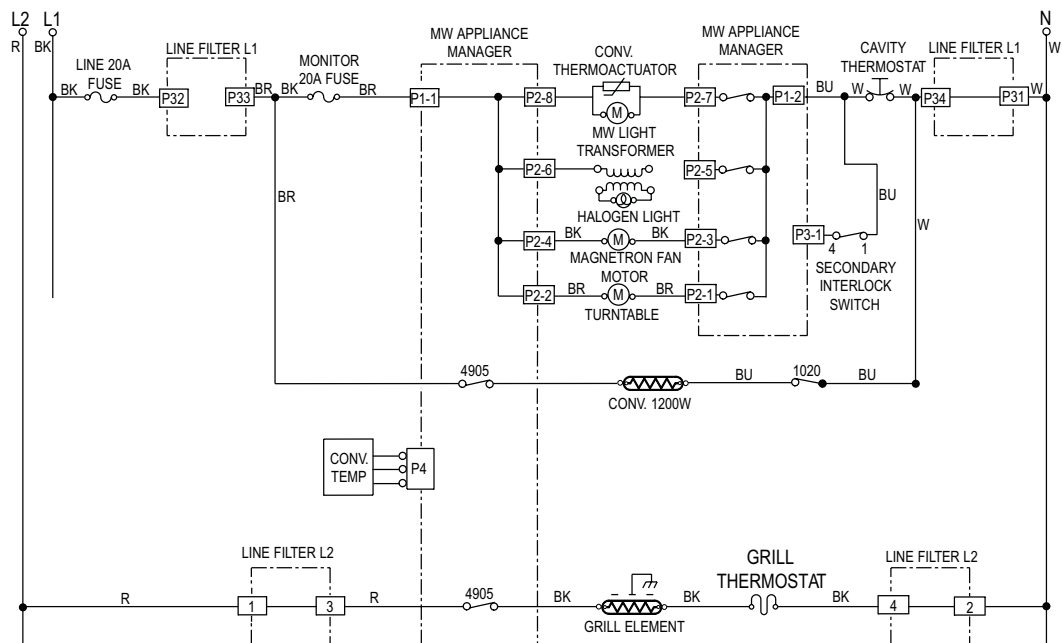 L2 L1 N
R BK W
LINE FILTER L1
MW APPLIANCE
MANAGER
CONV.
THERMOACTUATOR
MW APPLIANCE
MANAGER
CAVITY
THERMOSTAT
LINE FILTER L1
LINE 20A
FUSE
MONITOR
20A FUSE
BK BK P32 P33 BR BK BR P1-1 P2-8 M P2-7 P1-2 BU W W P34 P31 W
MW LIGHT
TRANSFORMER
P2-6 P2-5
BR BU W
HALOGEN LIGHT
P2-4 BK M BK P2-3 P3-1
4 1
MAGNETRON FAN
SECONDARY
INTERLOCK
SWITCH
MOTOR
P2-2 BR M BR P2-1
TURNTABLE
4905 BU 1020 BU
CONV. 1200W
CONV.
TEMP
P4
LINE FILTER L2
GRILL
THERMOSTAT
LINE FILTER L2
R 1 3 R 4905 BK BK BK 4 2
GRILL ELEMENT